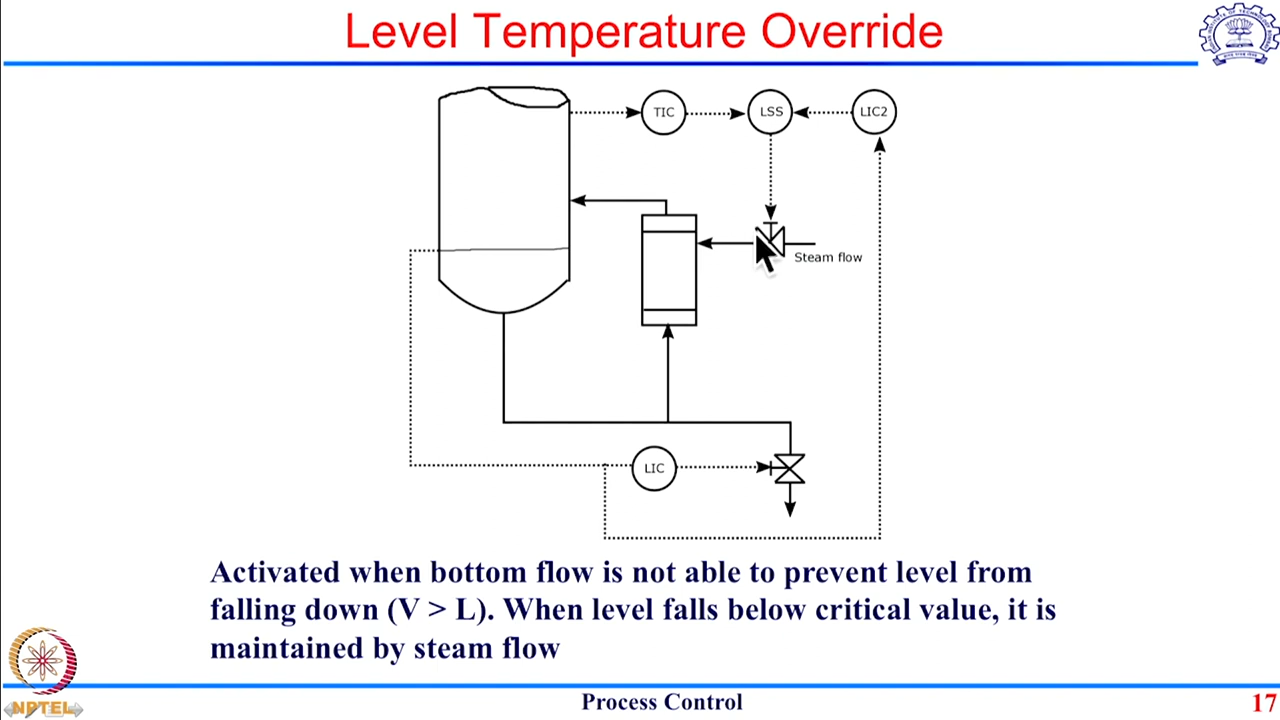 Level Temperature Override
TIC
LSS
LIC2
Steam flow
LIC
Activated when bottom flow is not able to prevent level from
falling down (V > L). When level falls below critical value, it is
maintained by steam flow
NPTEL
Process Control
17